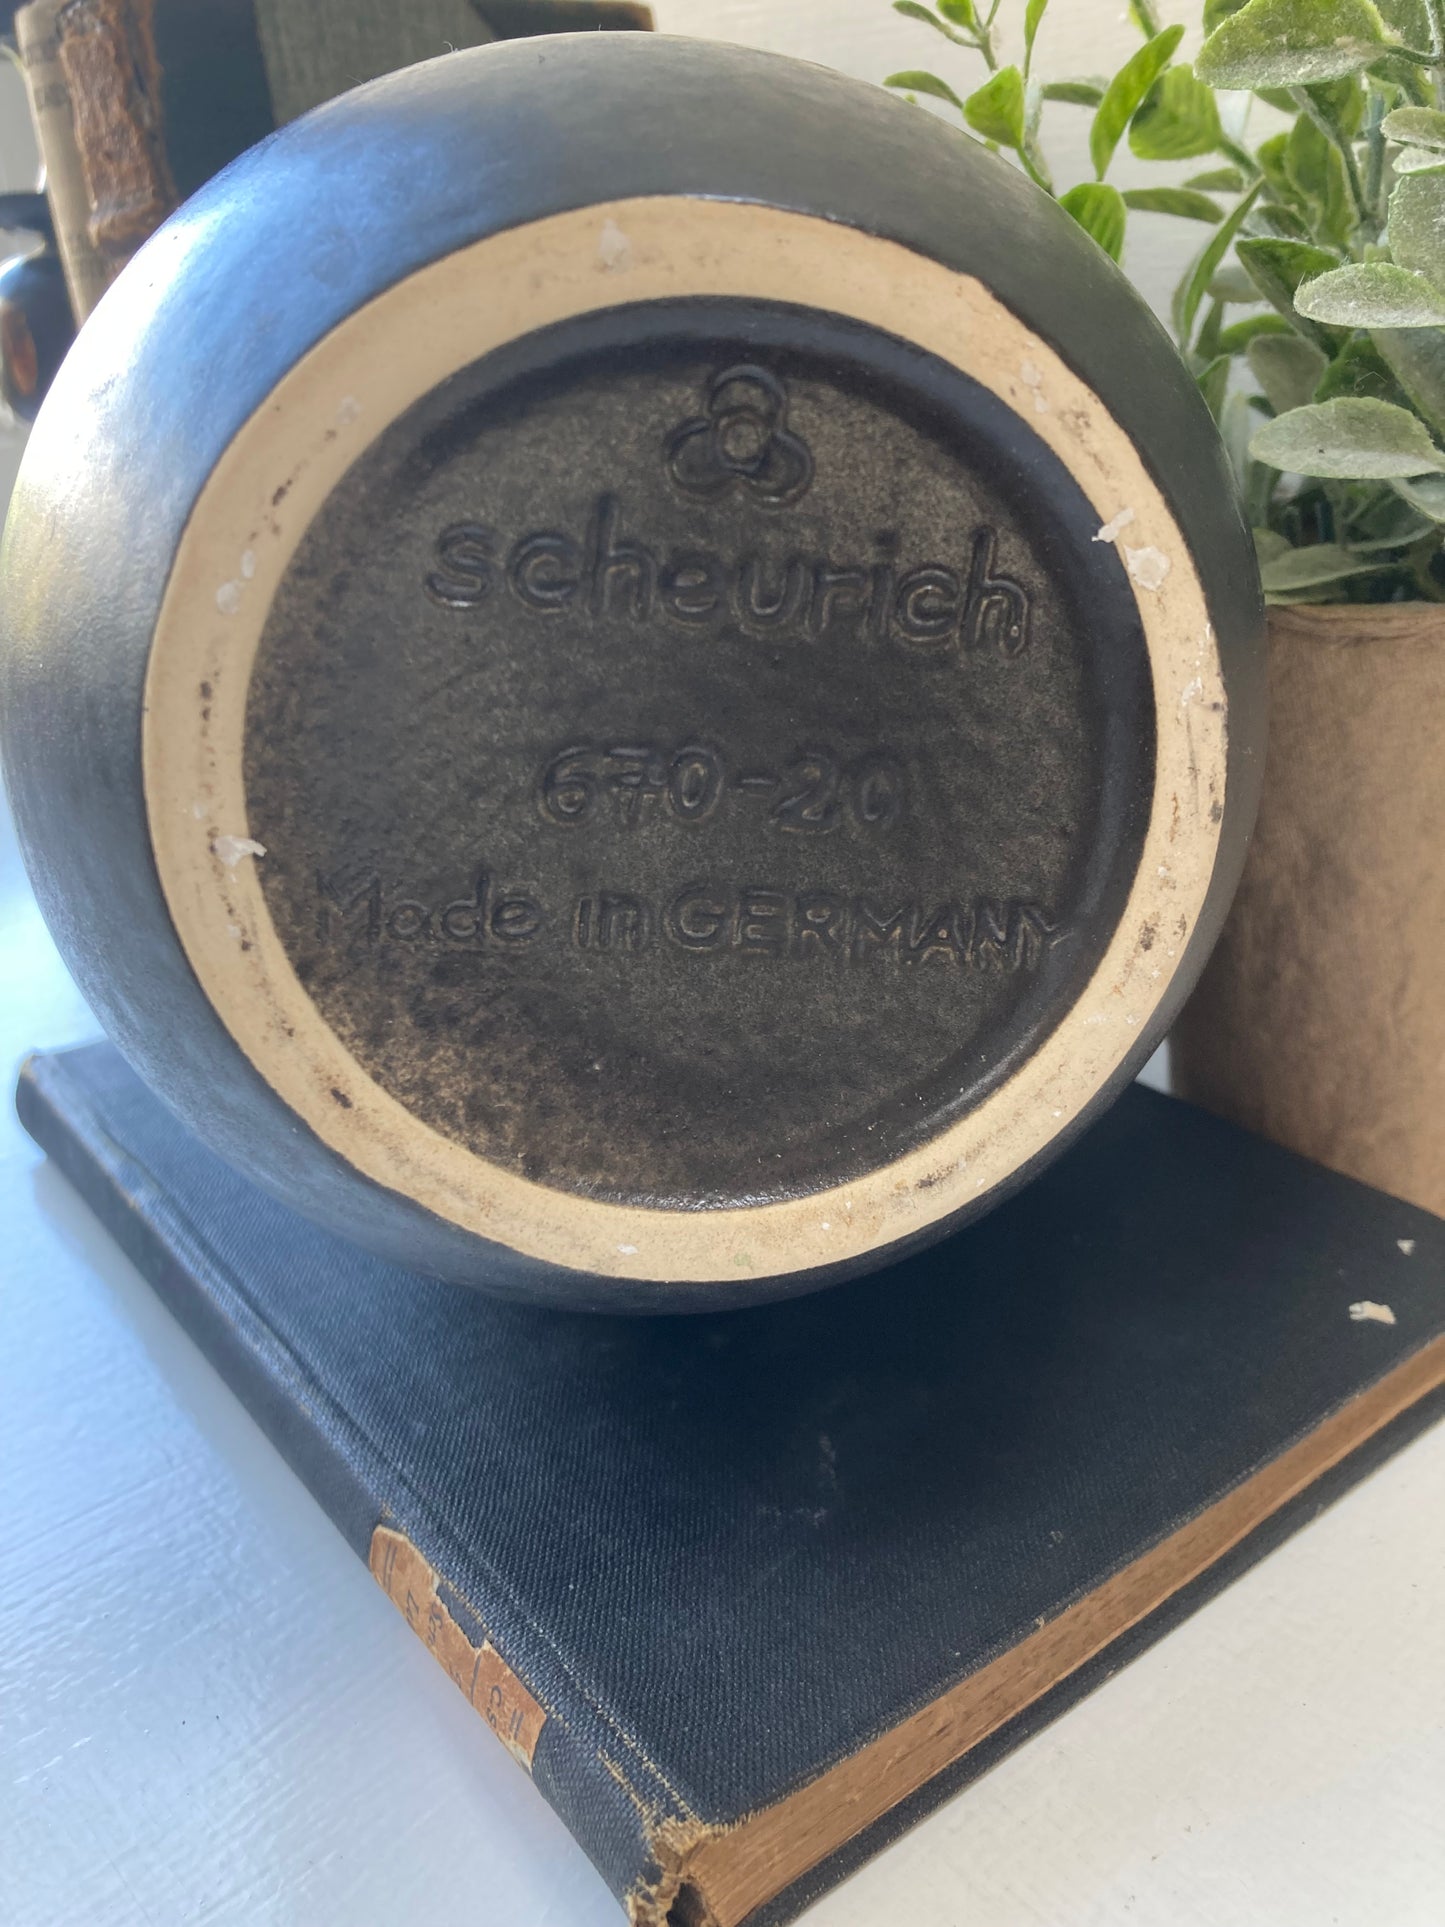 scheurich
670-20
Made in GERMANY